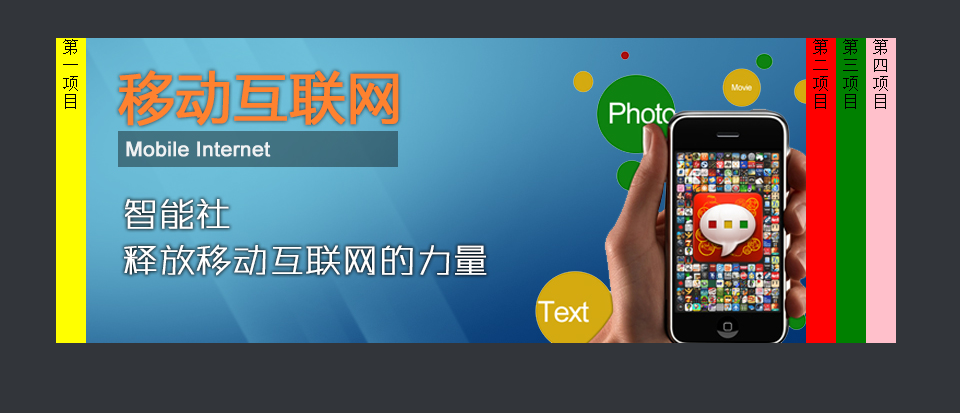 第一项目
移动互联网
Mobile Internet
智能社
释放移动互联网的力量
Photo
Movie
Text
第二项目
第三项目
第四项目